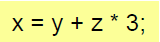 x = y + z * 3;